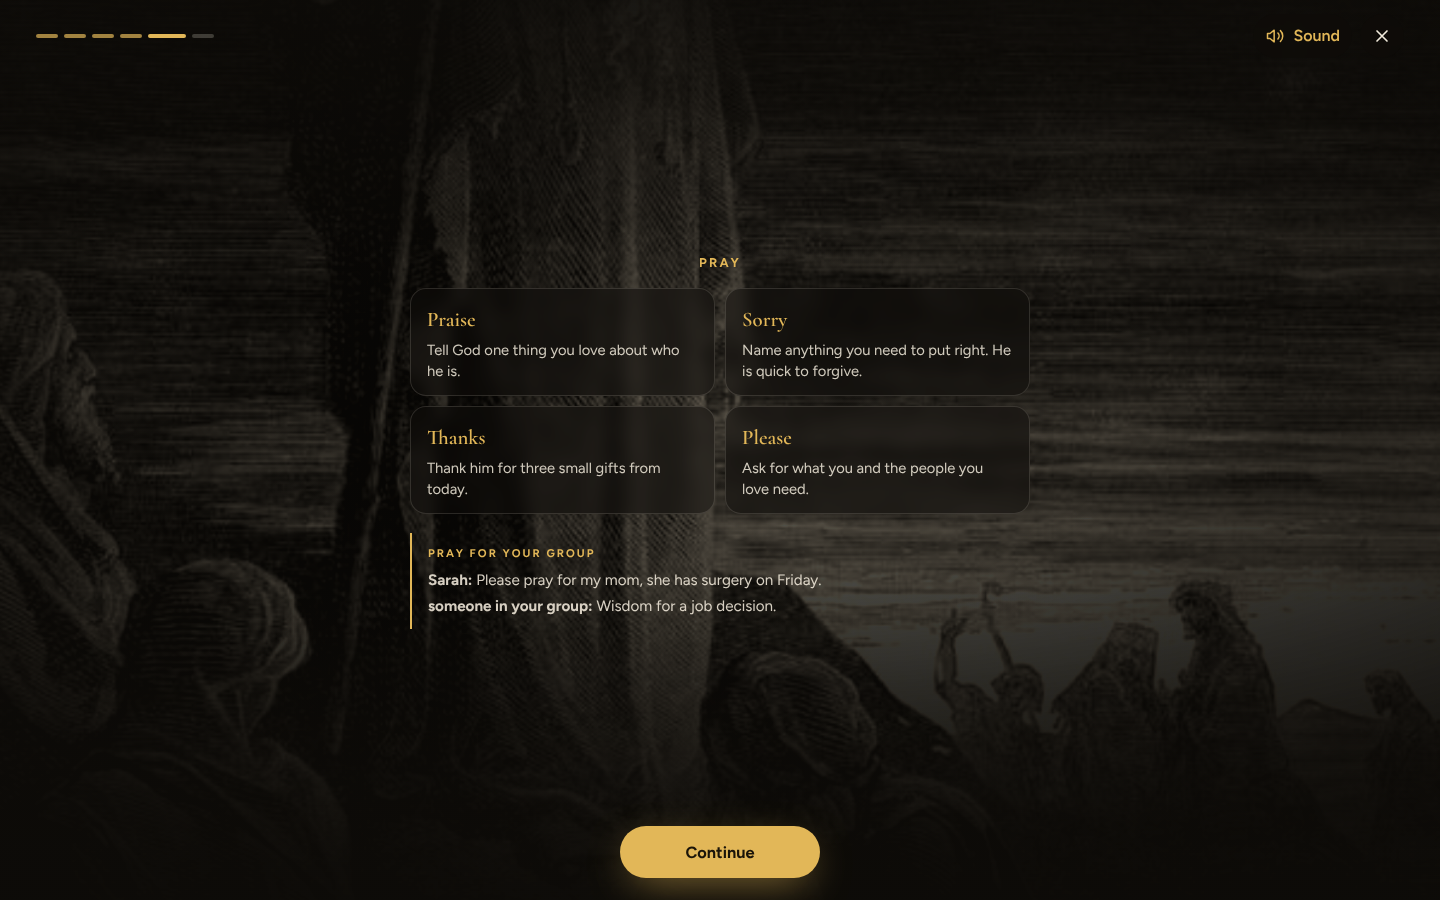 Sound
PRAY
Praise
Tell God one thing you love about who
he is.
Sorry
Name anything you need to put right. He
is quick to forgive.
Thanks
Thank him for three small gifts from
today.
Please
Ask for what you and the people you
love need.
PRAY FOR YOUR GROUP
Sarah: Please pray for my mom, she has surgery on Friday.
someone in your group: Wisdom for a job decision.
Continue